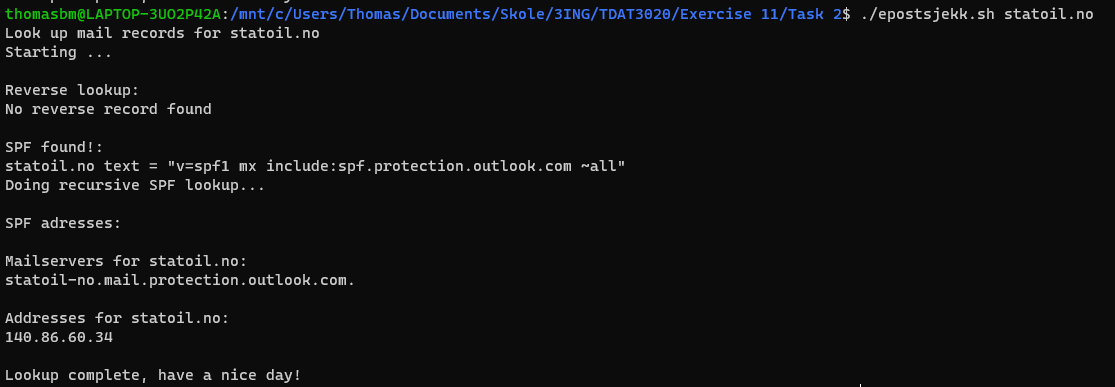 thomasbm@LAPTOP-3UO2P42A:/mnt/c/Users/Thomas/Documents/Skole/3ING/TDAT3020/Exercise 11/Task 2$ ./epostsjekk.sh statoil.no
Look up mail records for statoil.no
Starting ...
Reverse lookup:
No reverse record found
SPF found!:
statoil.no text = "v=spf1 mx include:spf.protection.outlook.com ~all"
Doing recursive SPF lookup...
SPF adresses:
Mailservers for statoil.no:
statoil-no.mail.protection.outlook.com.
Addresses for statoil.no:
140.86.60.34
Lookup complete, have a nice day!